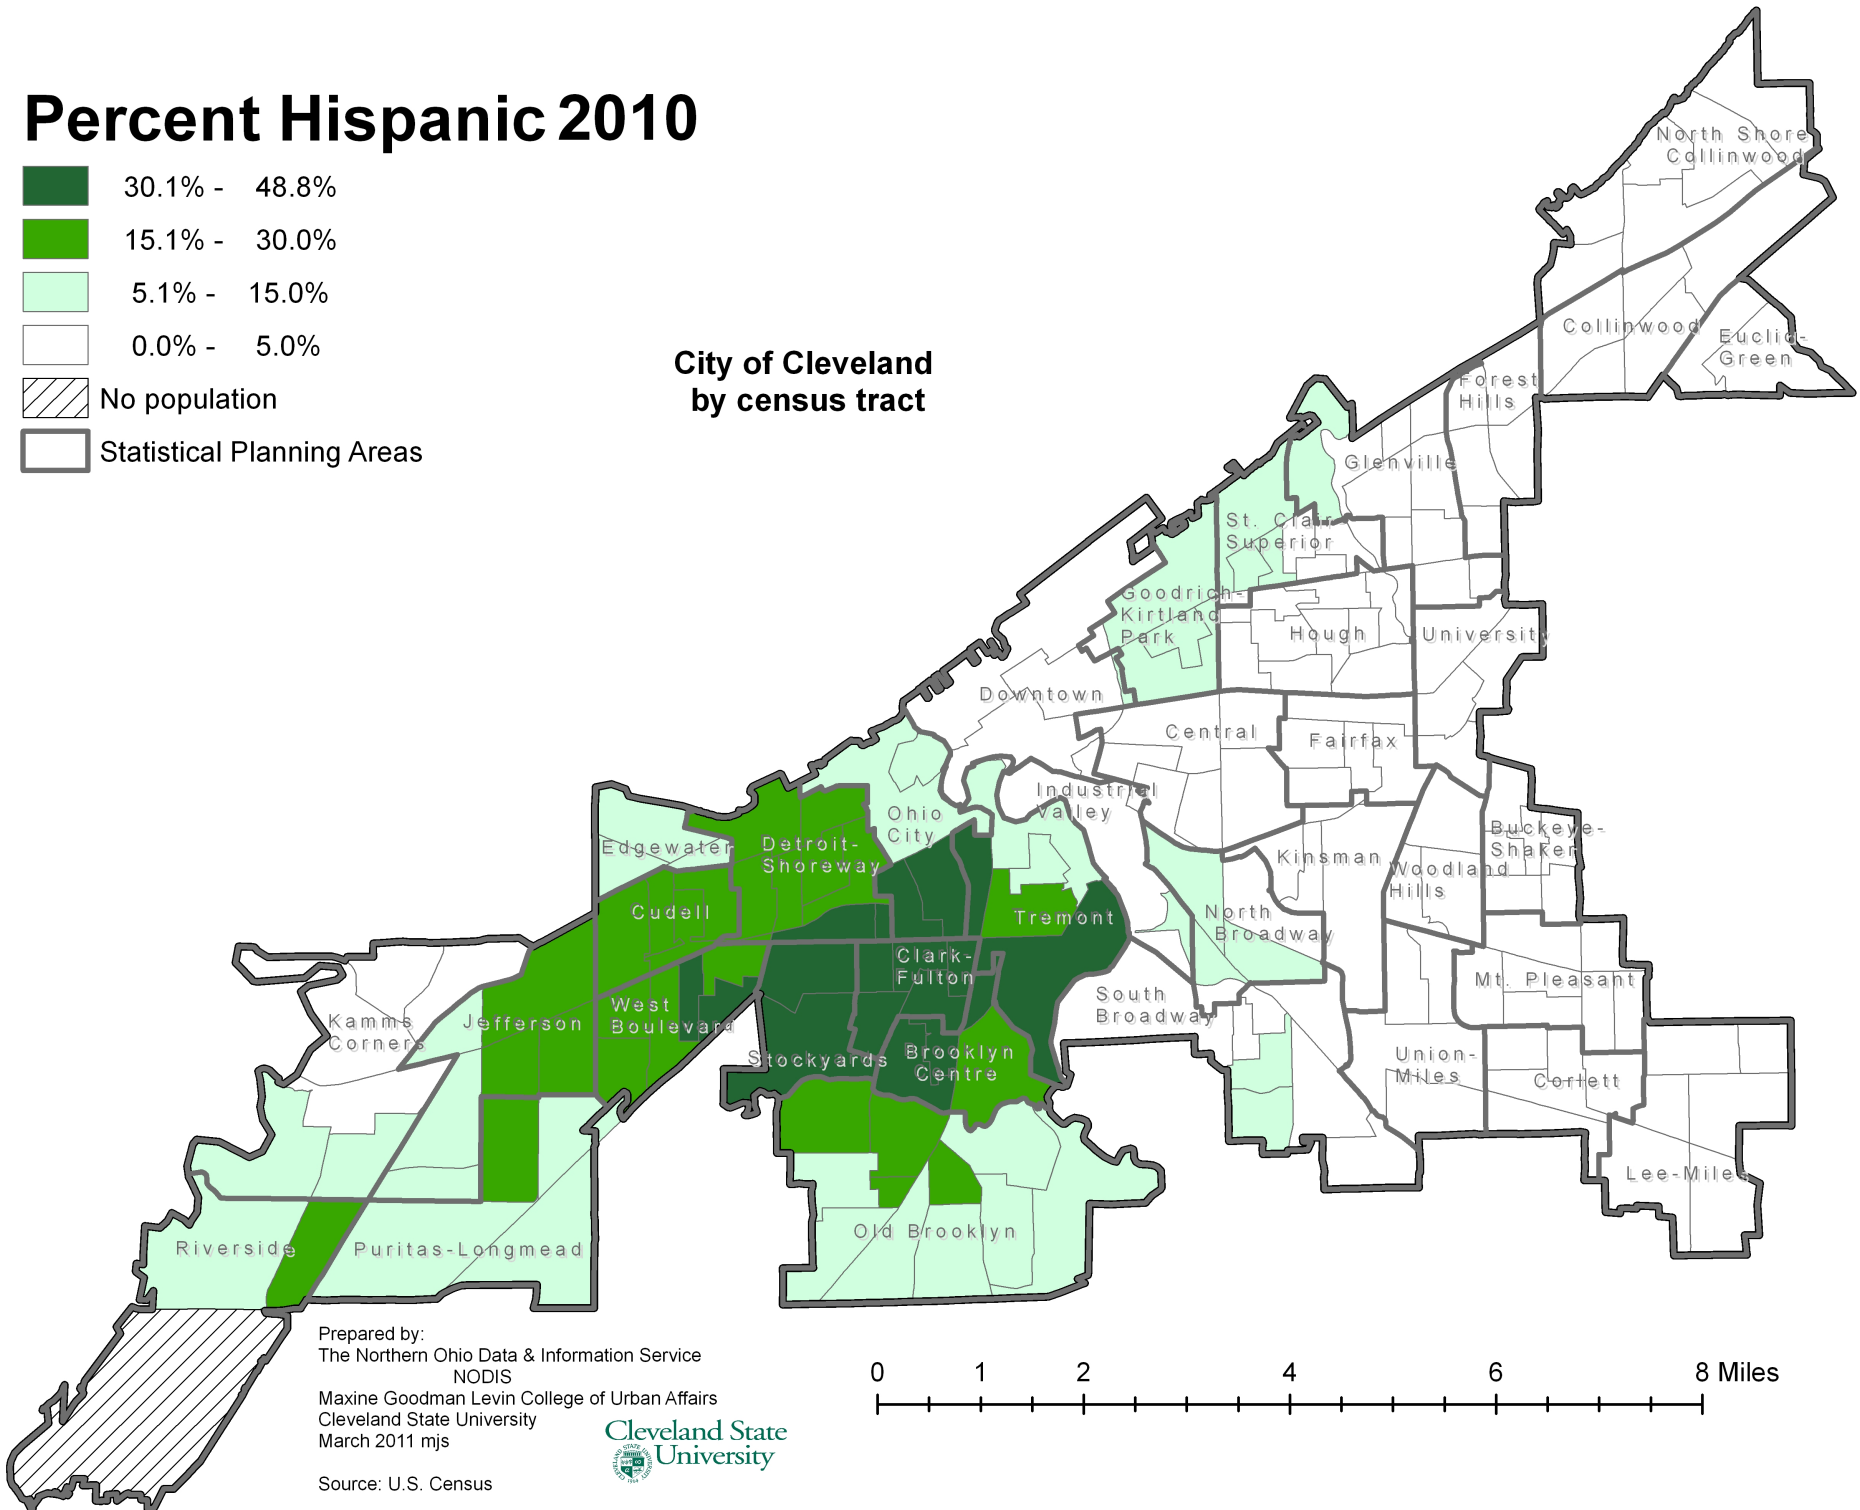 Percent Hispanic 2010
30.1% - 48.8%
15.1% - 30.0%
5.1% - 15.0%
0.0% - 5.0%
No population
Statistical Planning Areas
City of Cleveland
by census tract
North Shore
Collinwood
Collinwood
Euclid-
Green
Forest
Hills
Glenville
St. Clair
Superior
Goodrich-
Kirtland
Park
Hough
University
Downtown
Central
Fairfax
Industrial
Valley
Ohio
City
Buckeye-
Shaker
Edgewater
Detroit-
Shoreway
Kinsman
Woodland
Hills
Cudell
Tremont
North
Broadway
Clark-
Fulton
Mt. Pleasant
West
Boulevard
South
Broadway
Kamms
Corners
Jefferson
Stockyards
Brooklyn
Centre
Union-
Miles
Corlett
Lee-Miles
Old Brooklyn
Riverside
Puritas-Longmead
Prepared by:
The Northern Ohio Data & Information Service
NODIS
Maxine Goodman Levin College of Urban Affairs
Cleveland State University
March 2011 mjs
Source: U.S. Census
Cleveland State
University
0 1 2 4 6 8 Miles